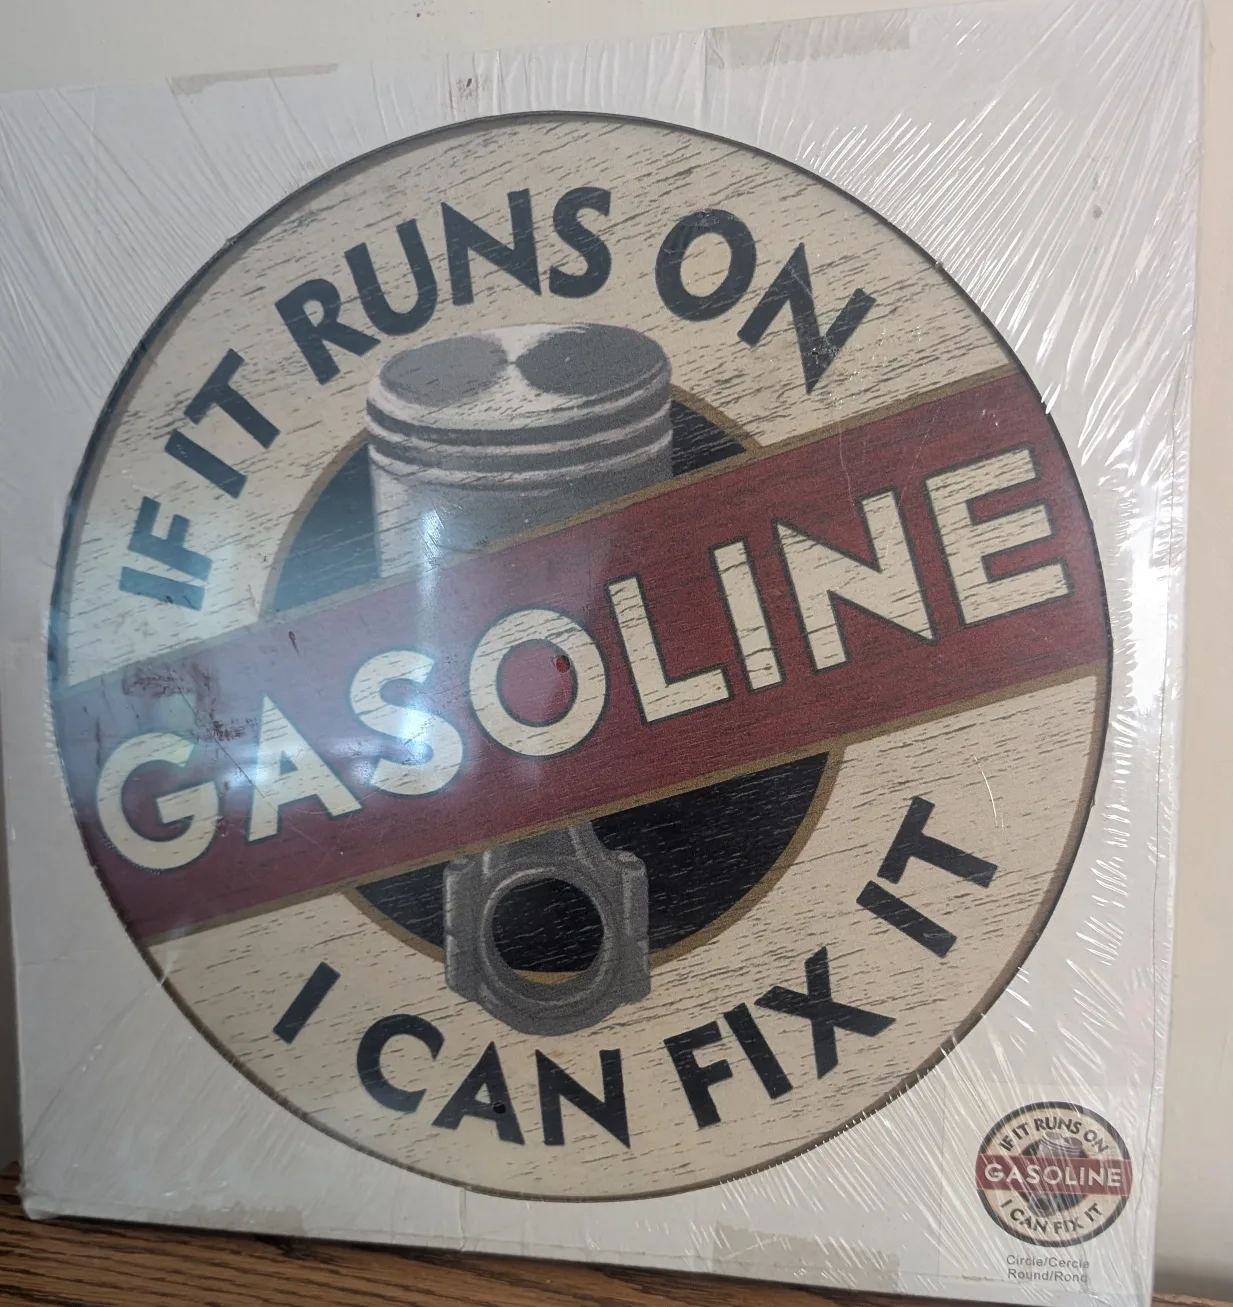 IF IT RUNS ON
GASOLINE
I CAN FIX IT
IF IT RUNS ON
GASOLINE
I CAN FIX IT
Circle/Cercle
Round/Rond